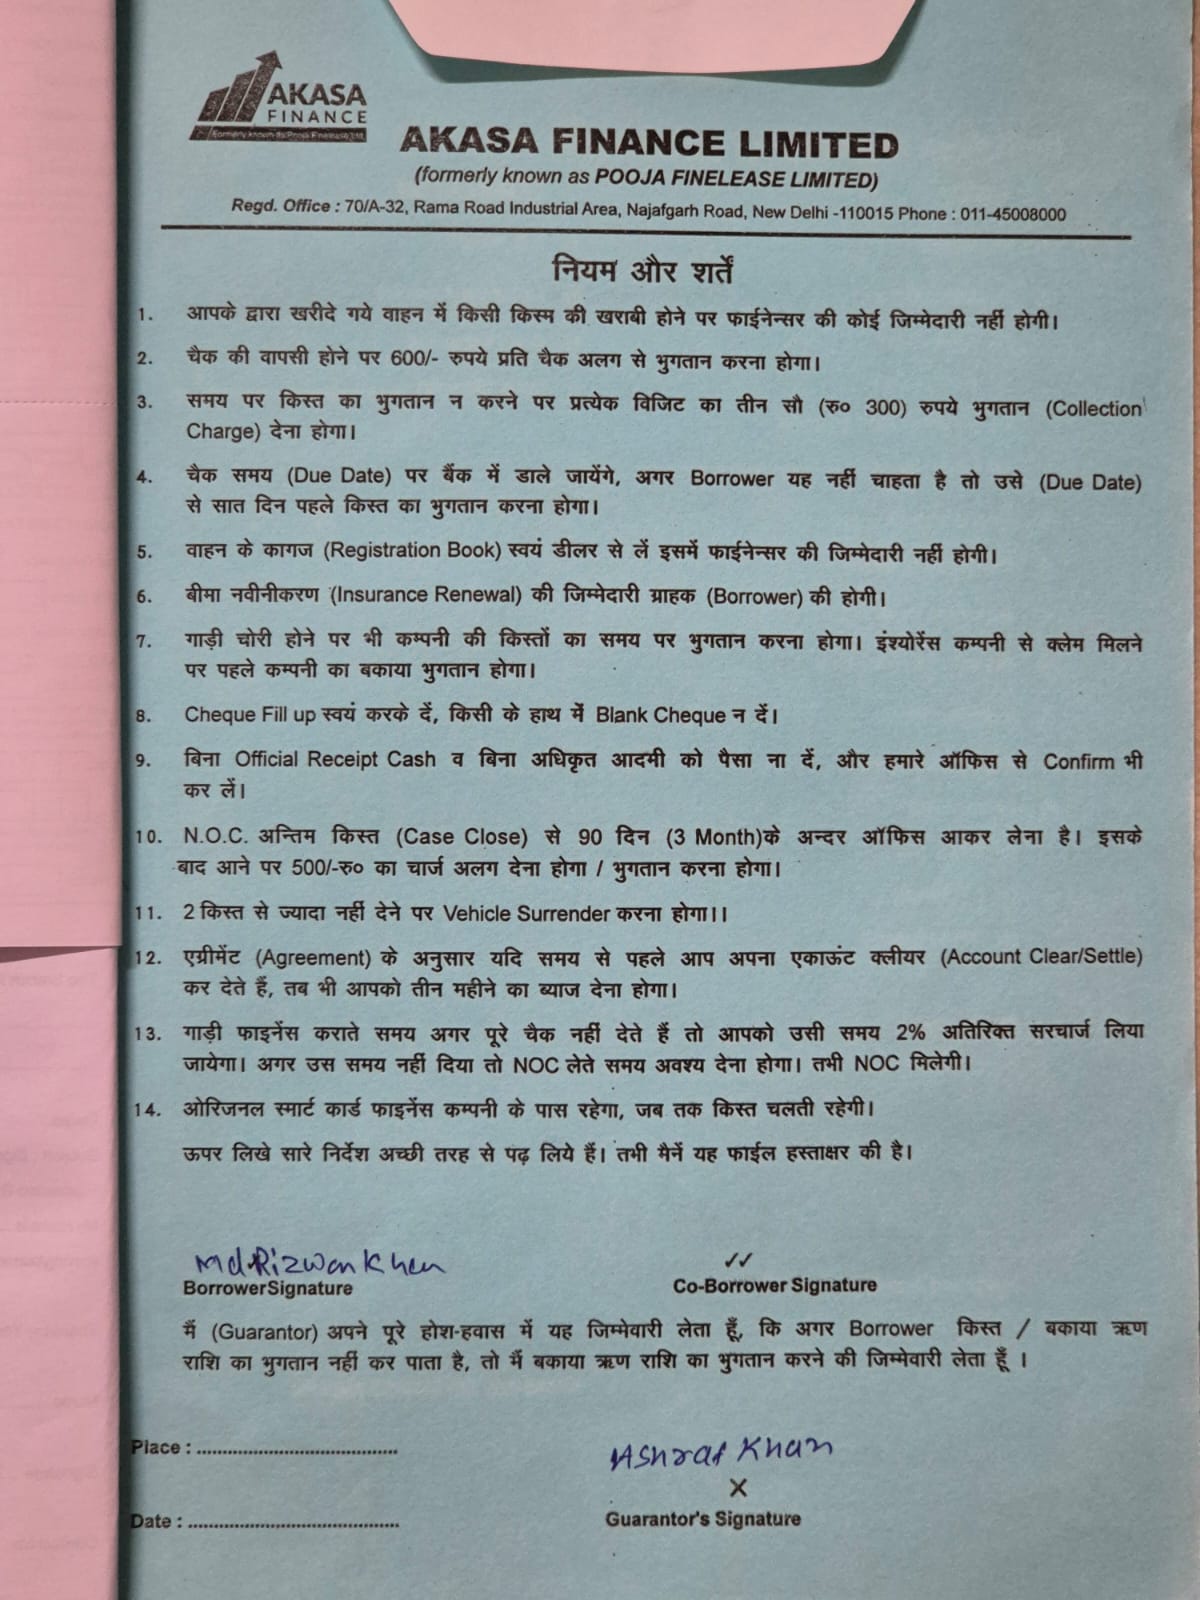 AKASA
FINANCE
(Formerly known as Pooja Finelease Ltd.)
AKASA FINANCE LIMITED
(formerly known as POOJA FINELEASE LIMITED)
Regd. Office : 70/A-32, Rama Road Industrial Area, Najafgarh Road, New Delhi -110015 Phone : 011-45008000
नियम और शर्ते
1. आपके द्वारा खरीदे गये वाहन में किसी किस्म की खराबी होने पर फाईनेन्सर की कोई जिम्मेदारी नहीं होगी।
2. चैक की वापसी होने पर 600/- रुपये प्रति चैक अलग से भुगतान करना होगा।
3. समय पर किस्त का भुगतान न करने पर प्रत्येक विजिट का तीन सौ (रु० 300) रुपये भुगतान (Collection
Charge) देना होगा।
4. चैक समय (Due Date) पर बैंक में डाले जायेंगे, अगर Borrower यह नहीं चाहता है तो उसे (Due Date)
से सात दिन पहले किस्त का भुगतान करना होगा।
5. वाहन के कागज (Registration Book) स्वयं डीलर से लें इसमें फाईनेन्सर की जिम्मेदारी नहीं होगी।
6. बीमा नवीनीकरण (Insurance Renewal) की जिम्मेदारी ग्राहक (Borrower) की होगी।
7. गाड़ी चोरी होने पर भी कम्पनी की किस्तों का समय पर भुगतान करना होगा। इंश्योरेंस कम्पनी से क्लेम मिलने
पर पहले कम्पनी का बकाया भुगतान होगा।
8. Cheque Fill up स्वयं करके दें, किसी के हाथ में Blank Cheque न दें।
9. बिना Official Receipt Cash व बिना अधिकृत आदमी को पैसा ना दें, और हमारे ऑफिस से Confirm भी
कर लें।
10. N.O.C. अन्तिम किस्त (Case Close) से 90 दिन (3 Month)के अन्दर ऑफिस आकर लेना है। इसके
बाद आने पर 500/-रु० का चार्ज अलग देना होगा / भुगतान करना होगा।
11. 2 किस्त से ज्यादा नहीं देने पर Vehicle Surrender करना होगा।।
12. एग्रीमेंट (Agreement) के अनुसार यदि समय से पहले आप अपना एकाऊंट क्लीयर (Account Clear/Settle)
कर देते हैं, तब भी आपको तीन महीने का ब्याज देना होगा।
13. गाड़ी फाइनेंस कराते समय अगर पूरे चैक नहीं देते हैं तो आपको उसी समय 2% अतिरिक्त सरचार्ज लिया
जायेगा। अगर उस समय नहीं दिया तो NOC लेते समय अवश्य देना होगा। तभी NOC मिलेगी।
14. ओरिजनल स्मार्ट कार्ड फाइनेंस कम्पनी के पास रहेगा, जब तक किस्त चलती रहेगी।
ऊपर लिखे सारे निर्देश अच्छी तरह से पढ़ लिये हैं। तभी मैनें यह फाईल हस्ताक्षर की है।
Md Rizwan Khan
BorrowerSignature
Co-Borrower Signature
मैं (Guarantor) अपने पूरे होश-हवास में यह जिम्मेवारी लेता हूँ, कि अगर Borrower किस्त / बकाया ऋण
राशि का भुगतान नहीं कर पाता है, तो मैं बकाया ऋण राशि का भुगतान करने की जिम्मेवारी लेता हूँ ।
Place : ......................................
Ashraf Khan
X
Date : ........................................
Guarantor's Signature